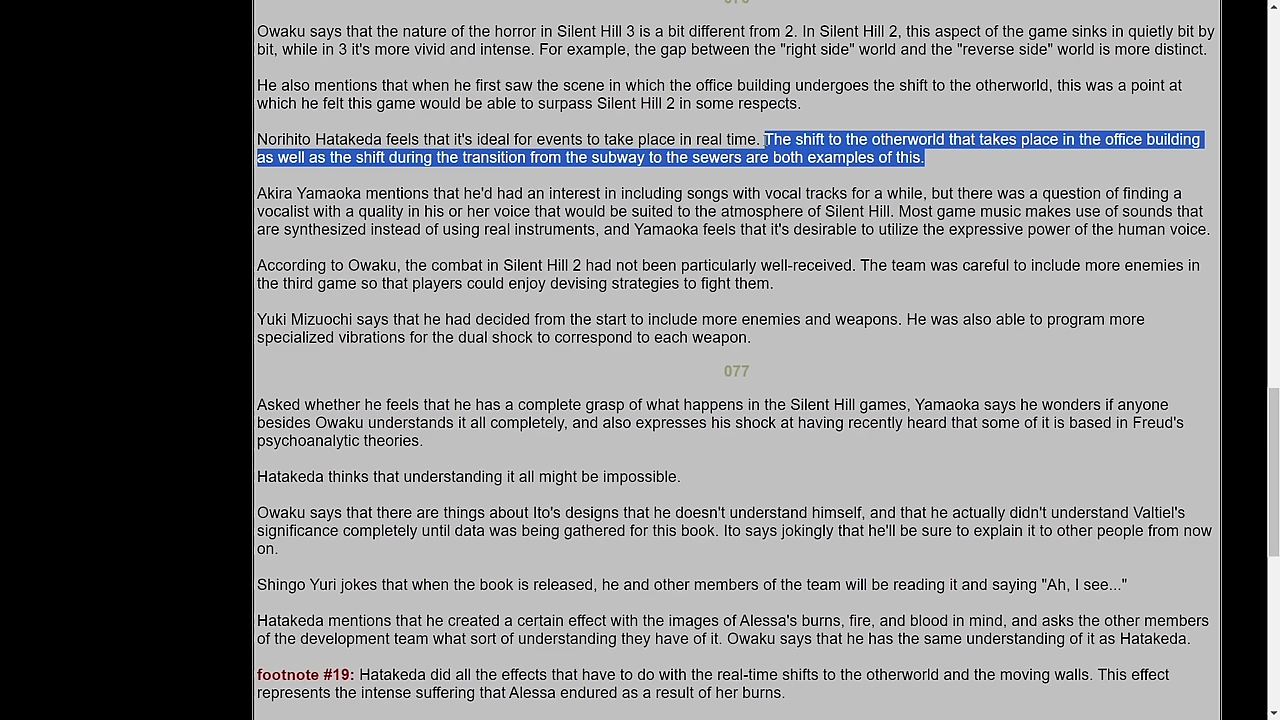 Owaku says that the nature of the horror in Silent Hill 3 is a bit different from 2. In Silent Hill 2, this aspect of the game sinks in quietly bit by
bit, while in 3 it's more vivid and intense. For example, the gap between the "right side" world and the "reverse side" world is more distinct.
He also mentions that when he first saw the scene in which the office building undergoes the shift to the otherworld, this was a point at
which he felt this game would be able to surpass Silent Hill 2 in some respects.
Norihito Hatakeda feels that it's ideal for events to take place in real time. The shift to the otherworld that takes place in the office building
as well as the shift during the transition from the subway to the sewers are both examples of this.
Akira Yamaoka mentions that he'd had an interest in including songs with vocal tracks for a while, but there was a question of finding a
vocalist with a quality in his or her voice that would be suited to the atmosphere of Silent Hill. Most game music makes use of sounds that
are synthesized instead of using real instruments, and Yamaoka feels that it's desirable to utilize the expressive power of the human voice.
According to Owaku, the combat in Silent Hill 2 had not been particularly well-received. The team was careful to include more enemies in
the third game so that players could enjoy devising strategies to fight them.
Yuki Mizuochi says that he had decided from the start to include more enemies and weapons. He was also able to program more
specialized vibrations for the dual shock to correspond to each weapon.
077
Asked whether he feels that he has a complete grasp of what happens in the Silent Hill games, Yamaoka says he wonders if anyone
besides Owaku understands it all completely, and also expresses his shock at having recently heard that some of it is based in Freud's
psychoanalytic theories.
Hatakeda thinks that understanding it all might be impossible.
Owaku says that there are things about Ito's designs that he doesn't understand himself, and that he actually didn't understand Valtiel's
significance completely until data was being gathered for this book. Ito says jokingly that he'll be sure to explain it to other people from now
on.
Shingo Yuri jokes that when the book is released, he and other members of the team will be reading it and saying "Ah, I see..."
Hatakeda mentions that he created a certain effect with the images of Alessa's burns, fire, and blood in mind, and asks the other members
of the development team what sort of understanding they have of it. Owaku says that he has the same understanding of it as Hatakeda.
footnote #19: Hatakeda did all the effects that have to do with the real-time shifts to the otherworld and the moving walls. This effect
represents the intense suffering that Alessa endured as a result of her burns.